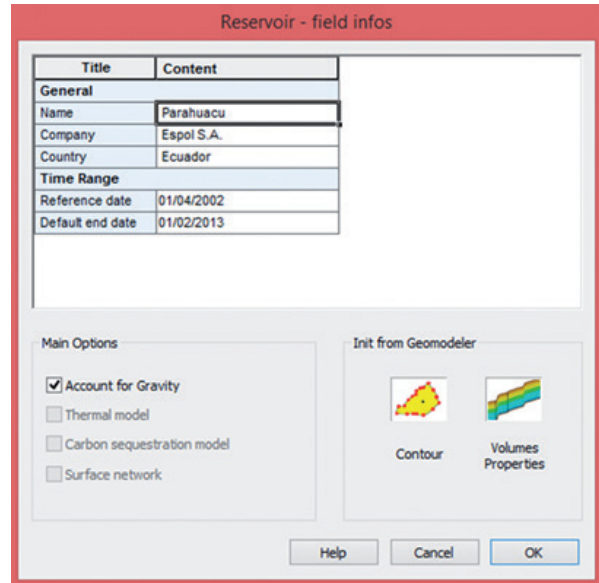 Reservoir - field infos
Title Content
General
Name Parahuacu
Company Espol S.A.
Country Ecuador
Time Range
Reference date 01/04/2002
Default end date 01/02/2013
Main Options
Account for Gravity
Thermal model
Carbon sequestration model
Surface network
Init from Geomodeler
Contour
Volumes
Properties
Help Cancel OK